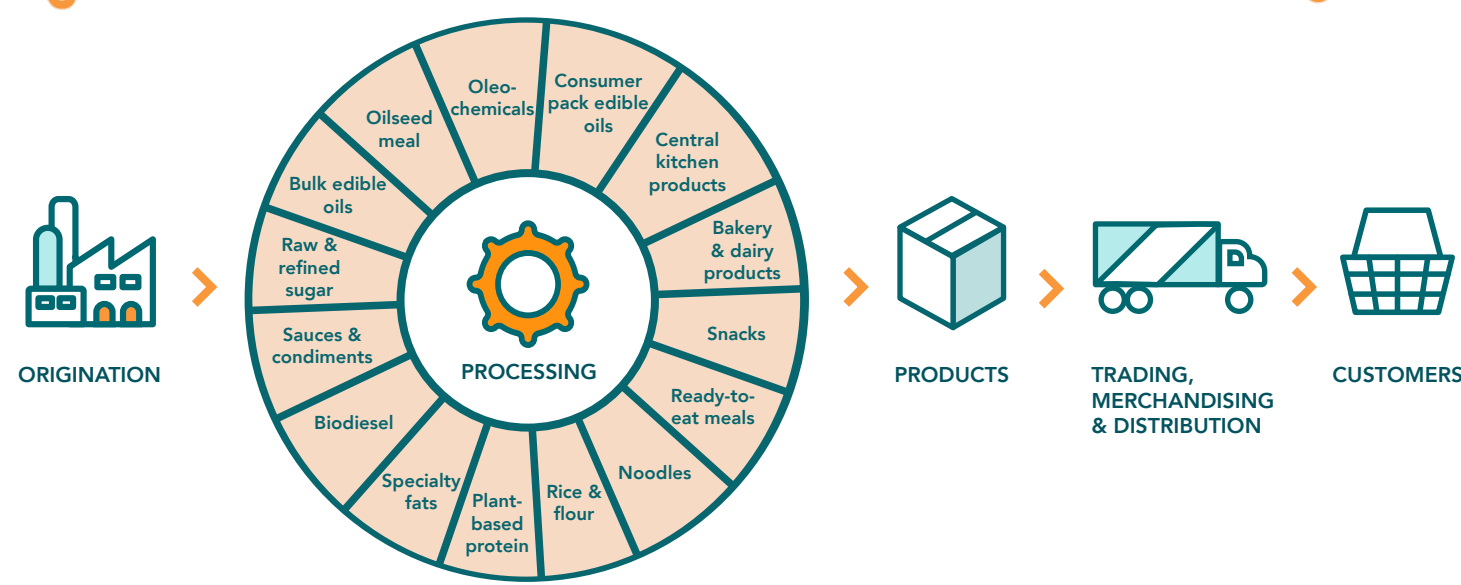 ORIGINATION
Oleo-
chemicals
Consumer
pack edible
oils
Central
kitchen
products
Bakery
& dairy
products
Snacks
Ready-to-
eat meals
Noodles
Rice &
flour
Plant-
based
protein
Specialty
fats
Biodiesel
Sauces &
condiments
Raw &
refined
sugar
Bulk edible
oils
Oilseed
meal
PROCESSING
PRODUCTS
TRADING,
MERCHANDISING
& DISTRIBUTION
CUSTOMERS